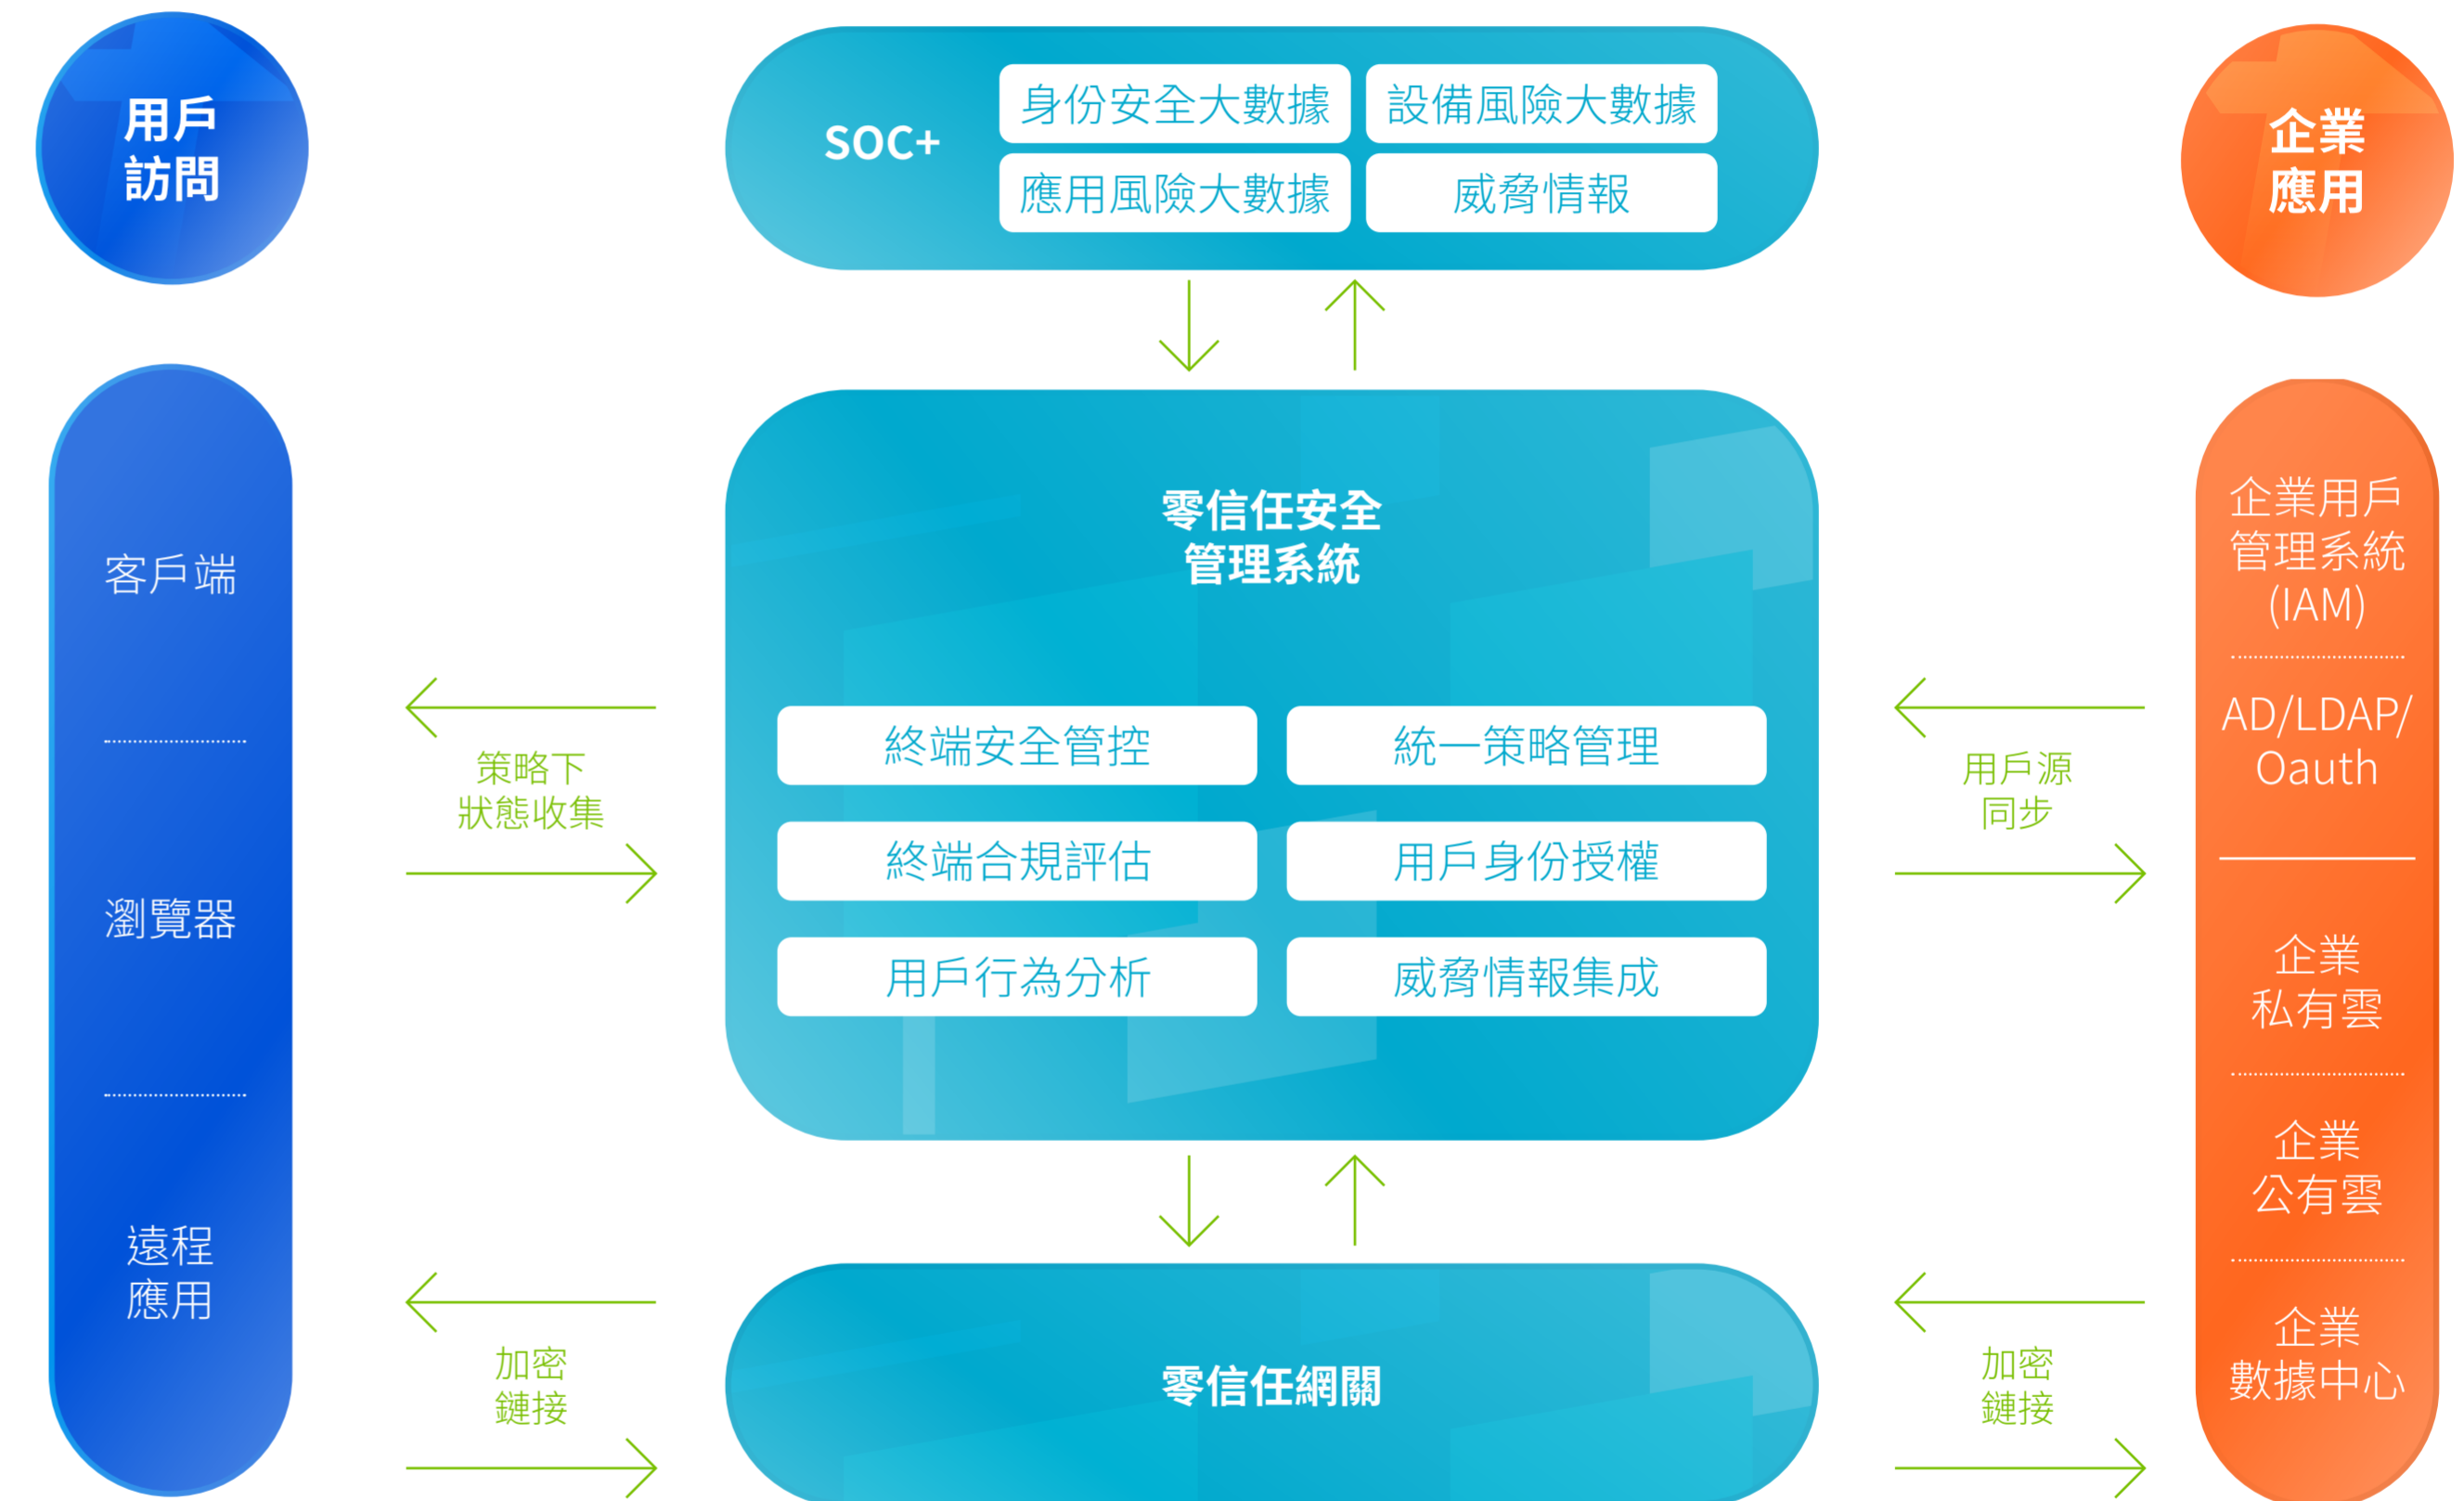 用戶
訪問
客戶端
瀏覽器
遠程
應用
策略下
狀態收集
加密
鏈接
SOC+
身份安全大數據
設備風險大數據
應用風險大數據
威脅情報
零信任安全
管理系統
終端安全管控
統一策略管理
終端合規評估
用戶身份授權
用戶行為分析
威脅情報集成
零信任網關
用戶源
同步
加密
鏈接
企業
應用
企業用戶
管理系統
(IAM)
AD/LDAP/
Oauth
企業
私有雲
企業
公有雲
企業
數據中心